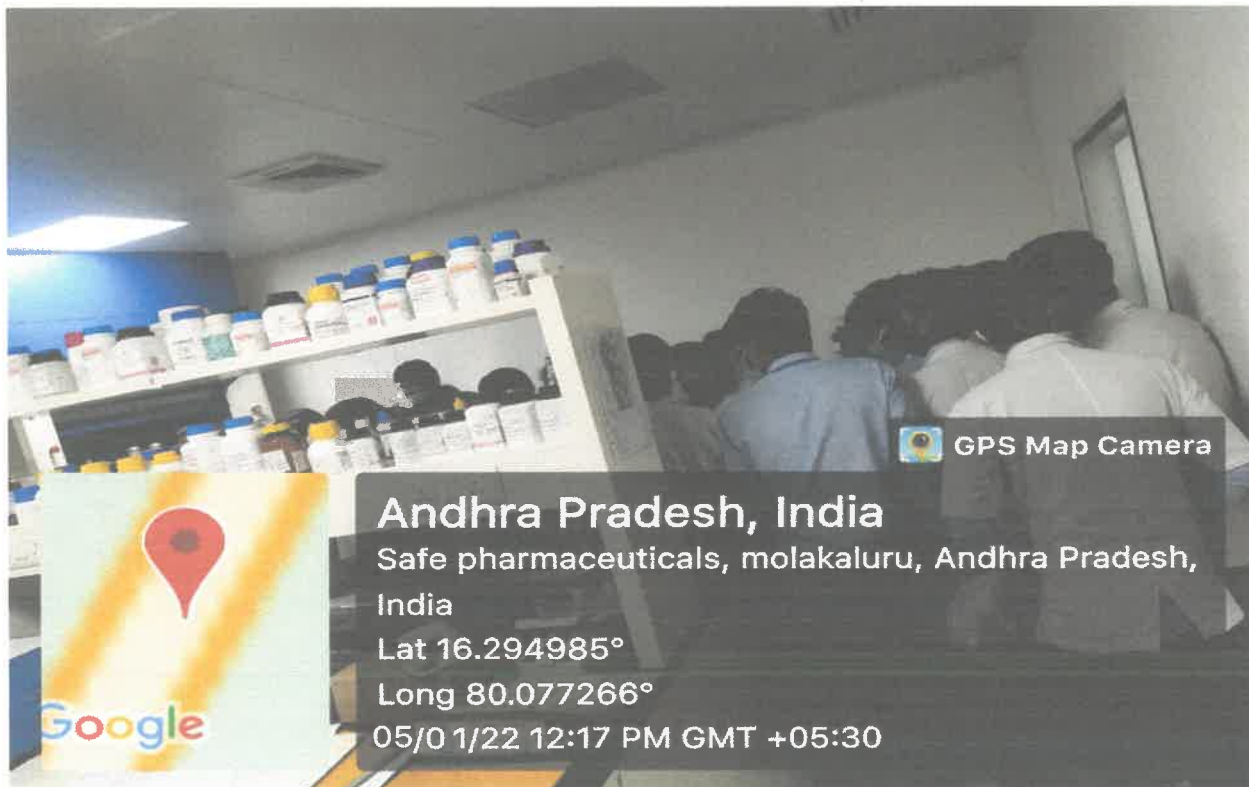 GPS Map Camera
Andhra Pradesh, India
Safe pharmaceuticals, molakaluru, Andhra Pradesh,
India
Lat 16.294985°
Long 80.077266°
05/01/22 12:17 PM GMT +05:30
Google